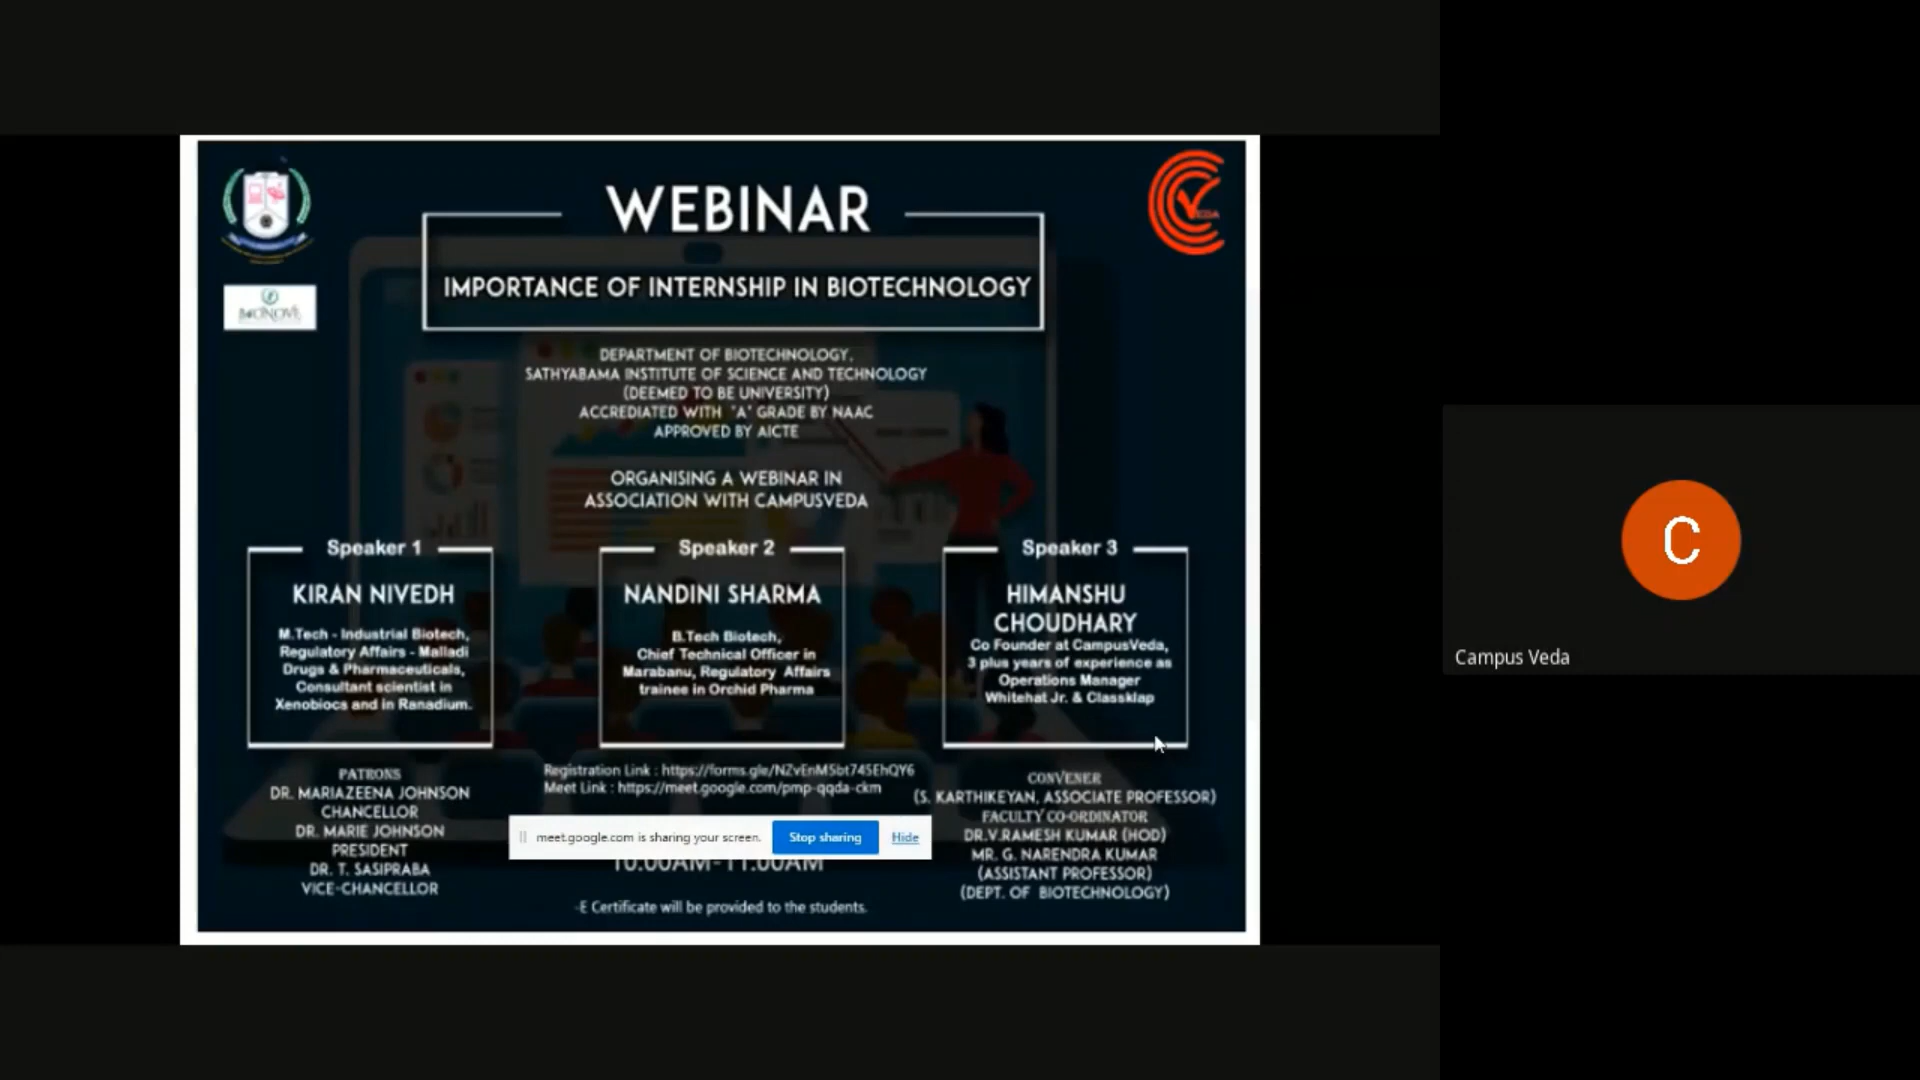 WEBINAR
IMPORTANCE OF INTERNSHIP IN BIOTECHNOLOGY
VEDA
DEPARTMENT OF BIOTECHNOLOGY,
SATHYABAMA INSTITUTE OF SCIENCE AND TECHNOLOGY
(DEEMED TO BE UNIVERSITY)
ACCREDIATED WITH "A" GRADE BY NAAC
APPROVED BY AICTE
ORGANISING A WEBINAR IN
ASSOCIATION WITH CAMPUSVEDA
Speaker 1
KIRAN NIVEDH
M.Tech - Industrial Biotech,
Regulatory Affairs - Malladi
Drugs & Pharmaceuticals,
Consultant scientist in
Xenobiocs and in Ranadium.
Speaker 2
NANDINI SHARMA
B.Tech Biotech,
Chief Technical Officer in
Marabanu, Regulatory Affairs
trainee in Orchid Pharma
Speaker 3
HIMANSHU
CHOUDHARY
Co Founder at CampusVeda,
3 plus years of experience as
Operations Manager
Whitehat Jr. & Classklap
PATRONS
DR. MARIAZEENA JOHNSON
CHANCELLOR
DR. MARIE JOHNSON
PRESIDENT
DR. T. SASIPRABA
VICE-CHANCELLOR
Registration Link : https://forms.gle/NZvEnM5bt745EhQY6
Meet Link : https://meet.google.com/pmp-qqda-ckm
meet.google.com is sharing your screen.
Stop sharing
Hide
10.00AM-11.00AM
-E Certificate will be provided to the students.
CONVENER
(S. KARTHIKEYAN, ASSOCIATE PROFESSOR)
FACULTY CO-ORDINATOR
DR.V.RAMESH KUMAR (HOD)
MR. G. NARENDRA KUMAR
(ASSISTANT PROFESSOR)
(DEPT. OF BIOTECHNOLOGY)
C
Campus Veda